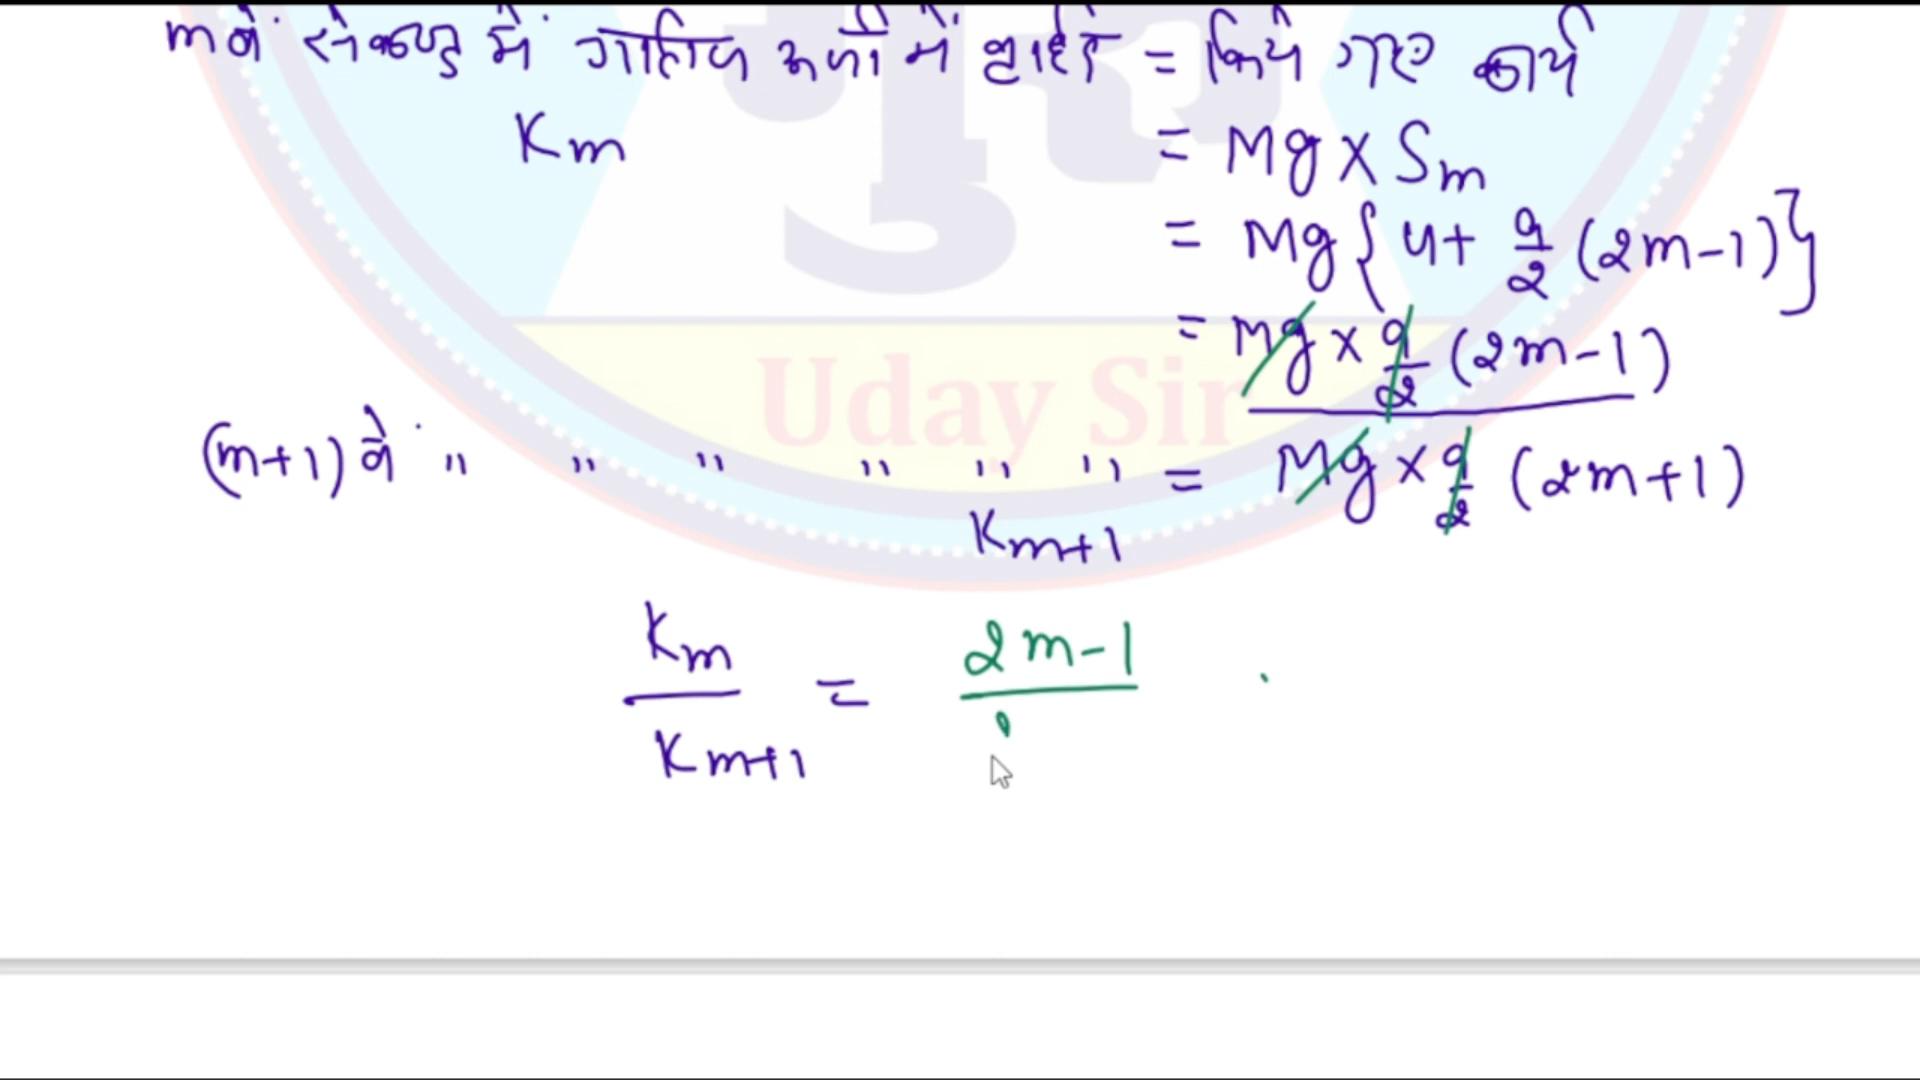 mवें सेकण्ड में गतिज ऊर्जा में वृद्धि = किये गए कार्य
Km = Mg x Sm
= Mg{ u + g/2 (2m-1)}
= Mg x g/2 (2m-1)
(m+1) वे " " " " " " = Mg x g/2 (2m+1)
Km+1
Km/Km+1 = 2m-1
Uday Sir